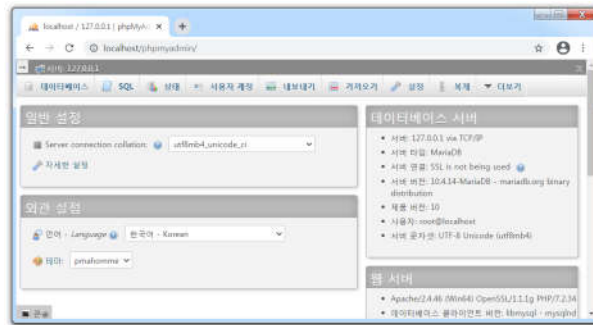 localhost / 127.0.0.1 | phpMyAd
localhost/phpmyadmin/
서버: 127.0.0.1
데이터베이스 SQL 상태 사용자 계정 내보내기 가져오기 설정 복제 더보기
일반 설정
Server connection collation: utf8mb4_unicode_ci
자세한 설정
외관 설정
언어 - Language 한국어 - Korean
테마: pmahomme
데이터베이스 서버
서버: 127.0.0.1 via TCP/IP
서버 타입: MariaDB
서버 연결: SSL is not being used
서버 버전: 10.4.14-MariaDB - mariadb.org binary
distribution
프로토콜 버전: 10
사용자: root@localhost
서버 문자셋: UTF-8 Unicode (utf8mb4)
웹 서버
Apache/2.4.46 (Win64) OpenSSL/1.1.1g PHP/7.2.34
데이터베이스 클라이언트 버전: libmysql - mysqlnd
콘솔